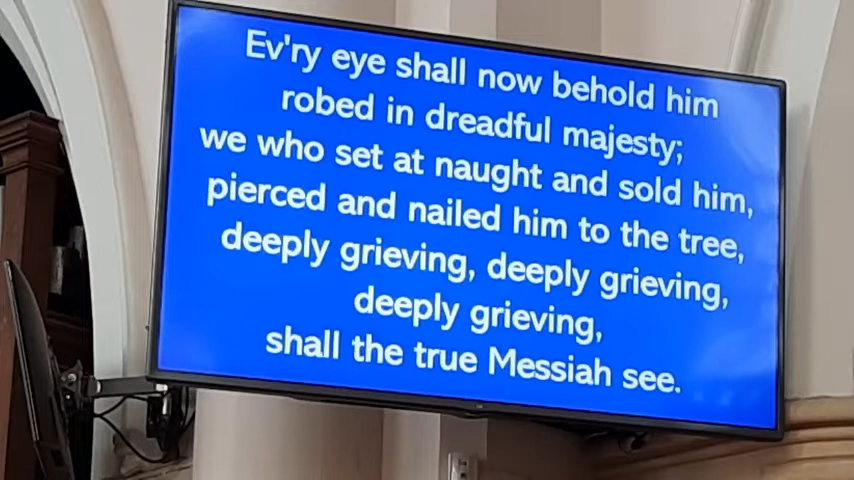 Ev'ry eye shall now behold him
robed in dreadful majesty;
we who set at naught and sold him,
pierced and nailed him to the tree,
deeply grieving, deeply grieving,
deeply grieving,
shall the true Messiah see.